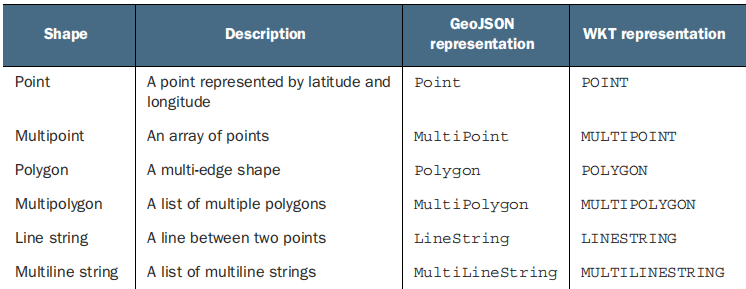 Shape Description GeoJSON representation WKT representation
Point A point represented by latitude and longitude Point POINT
Multipoint An array of points MultiPoint MULTIPOINT
Polygon A multi-edge shape Polygon POLYGON
Multipolygon A list of multiple polygons MultiPolygon MULTIPOLYGON
Line string A line between two points LineString LINESTRING
Multiline string A list of multiline strings MultiLineString MULTILINESTRING